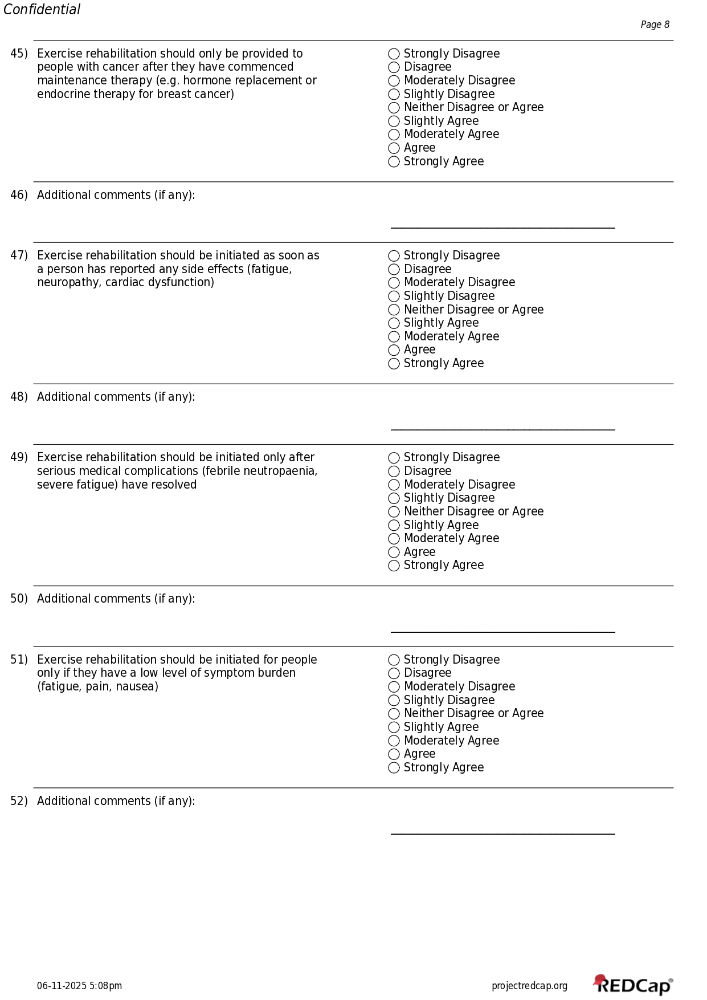 Confidential
Page 8
45) Exercise rehabilitation should only be provided to
people with cancer after they have commenced
maintenance therapy (e.g. hormone replacement or
endocrine therapy for breast cancer)
Strongly Disagree
Disagree
Moderately Disagree
Slightly Disagree
Neither Disagree or Agree
Slightly Agree
Moderately Agree
Agree
Strongly Agree
46) Additional comments (if any):
47) Exercise rehabilitation should be initiated as soon as
a person has reported any side effects (fatigue,
neuropathy, cardiac dysfunction)
Strongly Disagree
Disagree
Moderately Disagree
Slightly Disagree
Neither Disagree or Agree
Slightly Agree
Moderately Agree
Agree
Strongly Agree
48) Additional comments (if any):
49) Exercise rehabilitation should be initiated only after
serious medical complications (febrile neutropaenia,
severe fatigue) have resolved
Strongly Disagree
Disagree
Moderately Disagree
Slightly Disagree
Neither Disagree or Agree
Slightly Agree
Moderately Agree
Agree
Strongly Agree
50) Additional comments (if any):
51) Exercise rehabilitation should be initiated for people
only if they have a low level of symptom burden
(fatigue, pain, nausea)
Strongly Disagree
Disagree
Moderately Disagree
Slightly Disagree
Neither Disagree or Agree
Slightly Agree
Moderately Agree
Agree
Strongly Agree
52) Additional comments (if any):
06-11-2025 5:08pm
projectredcap.org
REDCap®